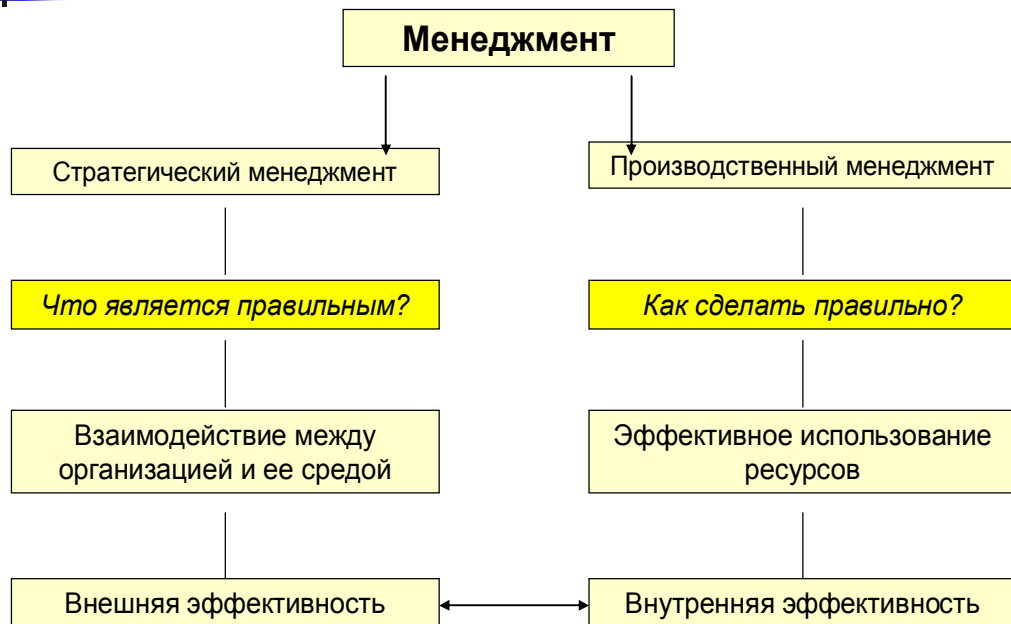 Менеджмент
Стратегический менеджмент
Производственный менеджмент
Что является правильным?
Как сделать правильно?
Взаимодействие между
организацией и ее средой
Эффективное использование
ресурсов
Внешняя эффективность
Внутренняя эффективность